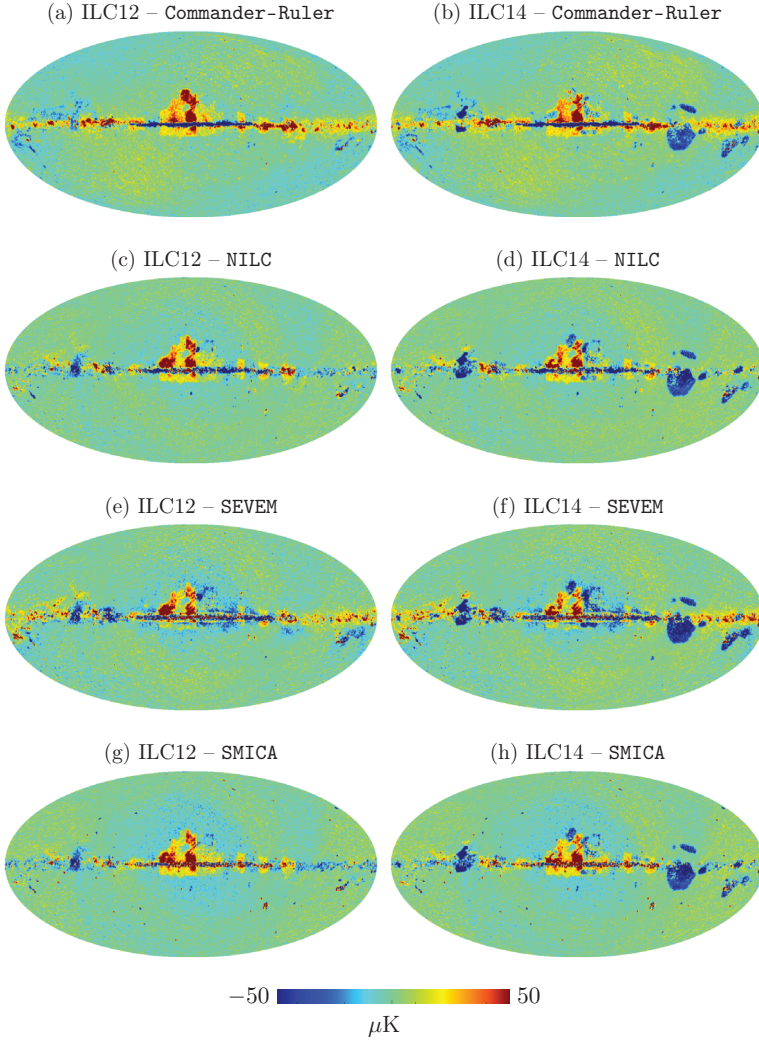 (a) ILC12 – Commander-Ruler
(b) ILC14 – Commander-Ruler
(c) ILC12 – NILC
(d) ILC14 – NILC
(e) ILC12 – SEVEM
(f) ILC14 – SEVEM
(g) ILC12 – SMICA
(h) ILC14 – SMICA
−50 50
μK